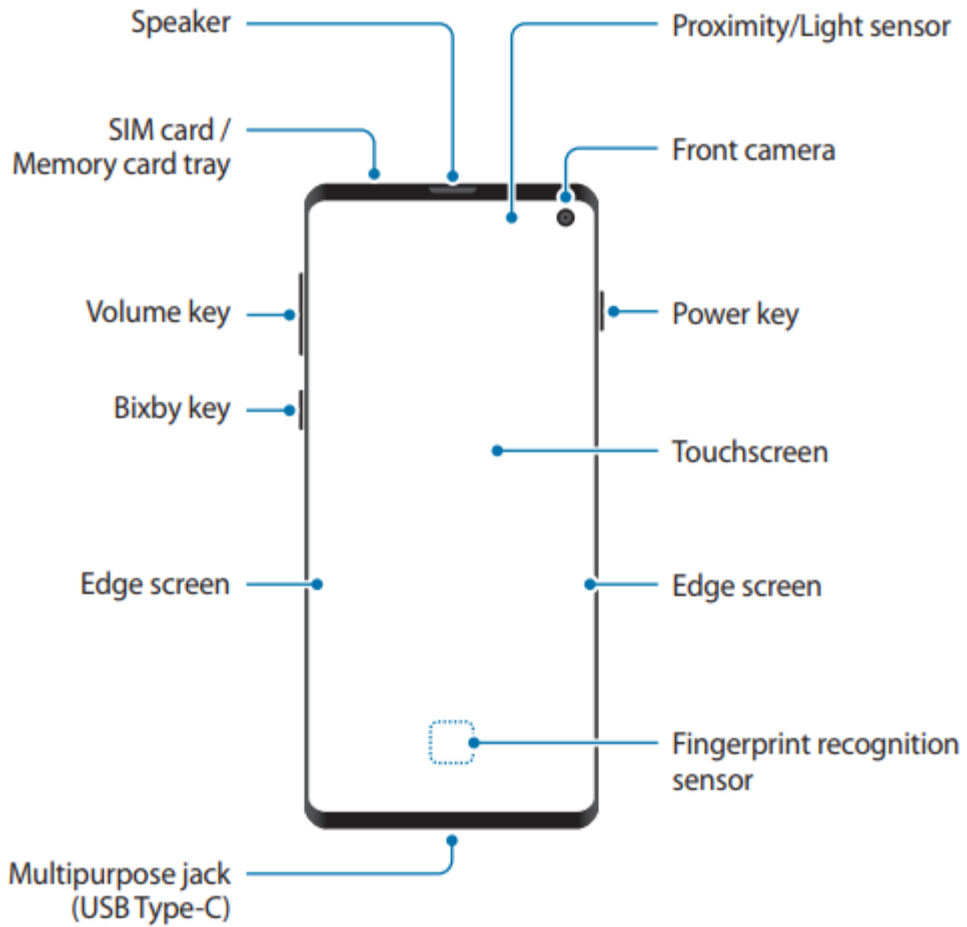 Speaker
SIM card /
Memory card tray
Volume key
Bixby key
Edge screen
Multipurpose jack
(USB Type-C)
Proximity/Light sensor
Front camera
Power key
Touchscreen
Edge screen
Fingerprint recognition
sensor